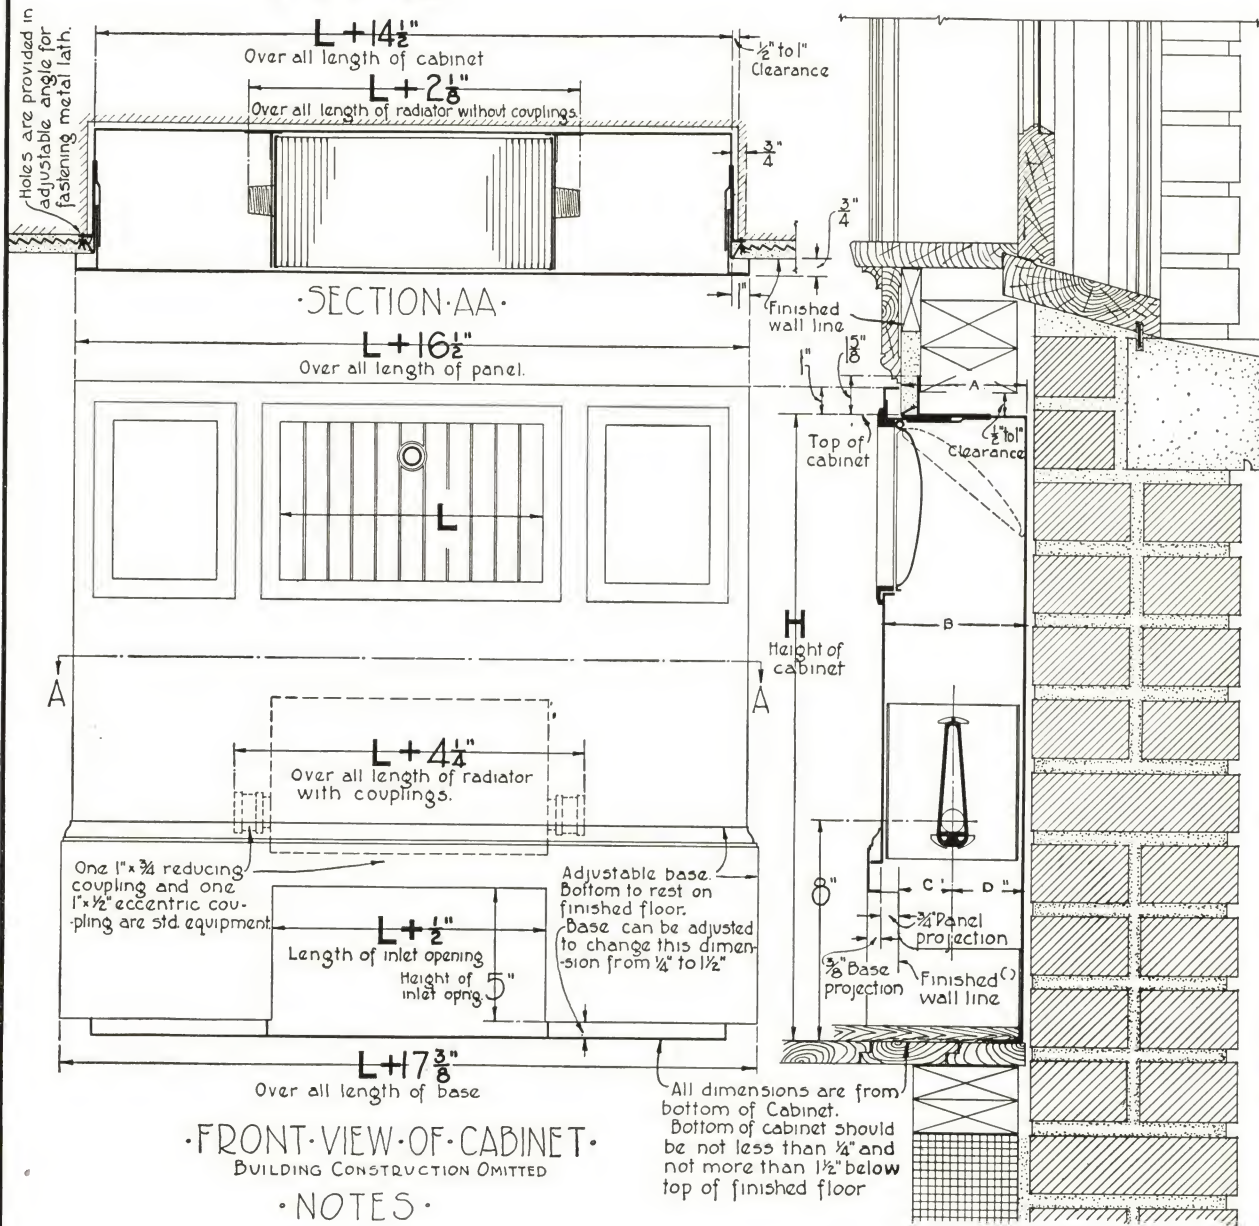 Holes are provided in
adjustable angle for
fastening metal lath.
L + 14½"
Over all length of cabinet
½" to 1"
Clearance
L + 2⅛"
Over all length of radiator without couplings.
¾"
¾"
1"
·SECTION·AA·
Finished
wall line
L + 16½"
Over all length of panel.
1"
1⅝"
A
Top of
cabinet
½" to 1"
Clearance
L
H
Height of
cabinet
B
A
A
L + 4¼"
Over all length of radiator
with couplings.
One 1" x ¾ reducing
coupling and one
1" x ½" eccentric cou-
-pling are std. equipment.
Adjustable base.
Bottom to rest on
finished floor.
Base can be adjusted
to change this dimen-
-sion from ¼" to 1½"
L + ½"
Length of inlet opening
Height of
inlet opn'g.
5"
8"
C"
D"
¾" Panel
projection
⅜" Base
projection
Finished
wall line
L + 17⅜"
Over all length of base
All dimensions are from
bottom of Cabinet.
Bottom of cabinet should
be not less than ¼" and
not more than 1½" below
top of finished floor
·FRONT·VIEW·OF·CABINET·
BUILDING CONSTRUCTION OMITTED
·NOTES·